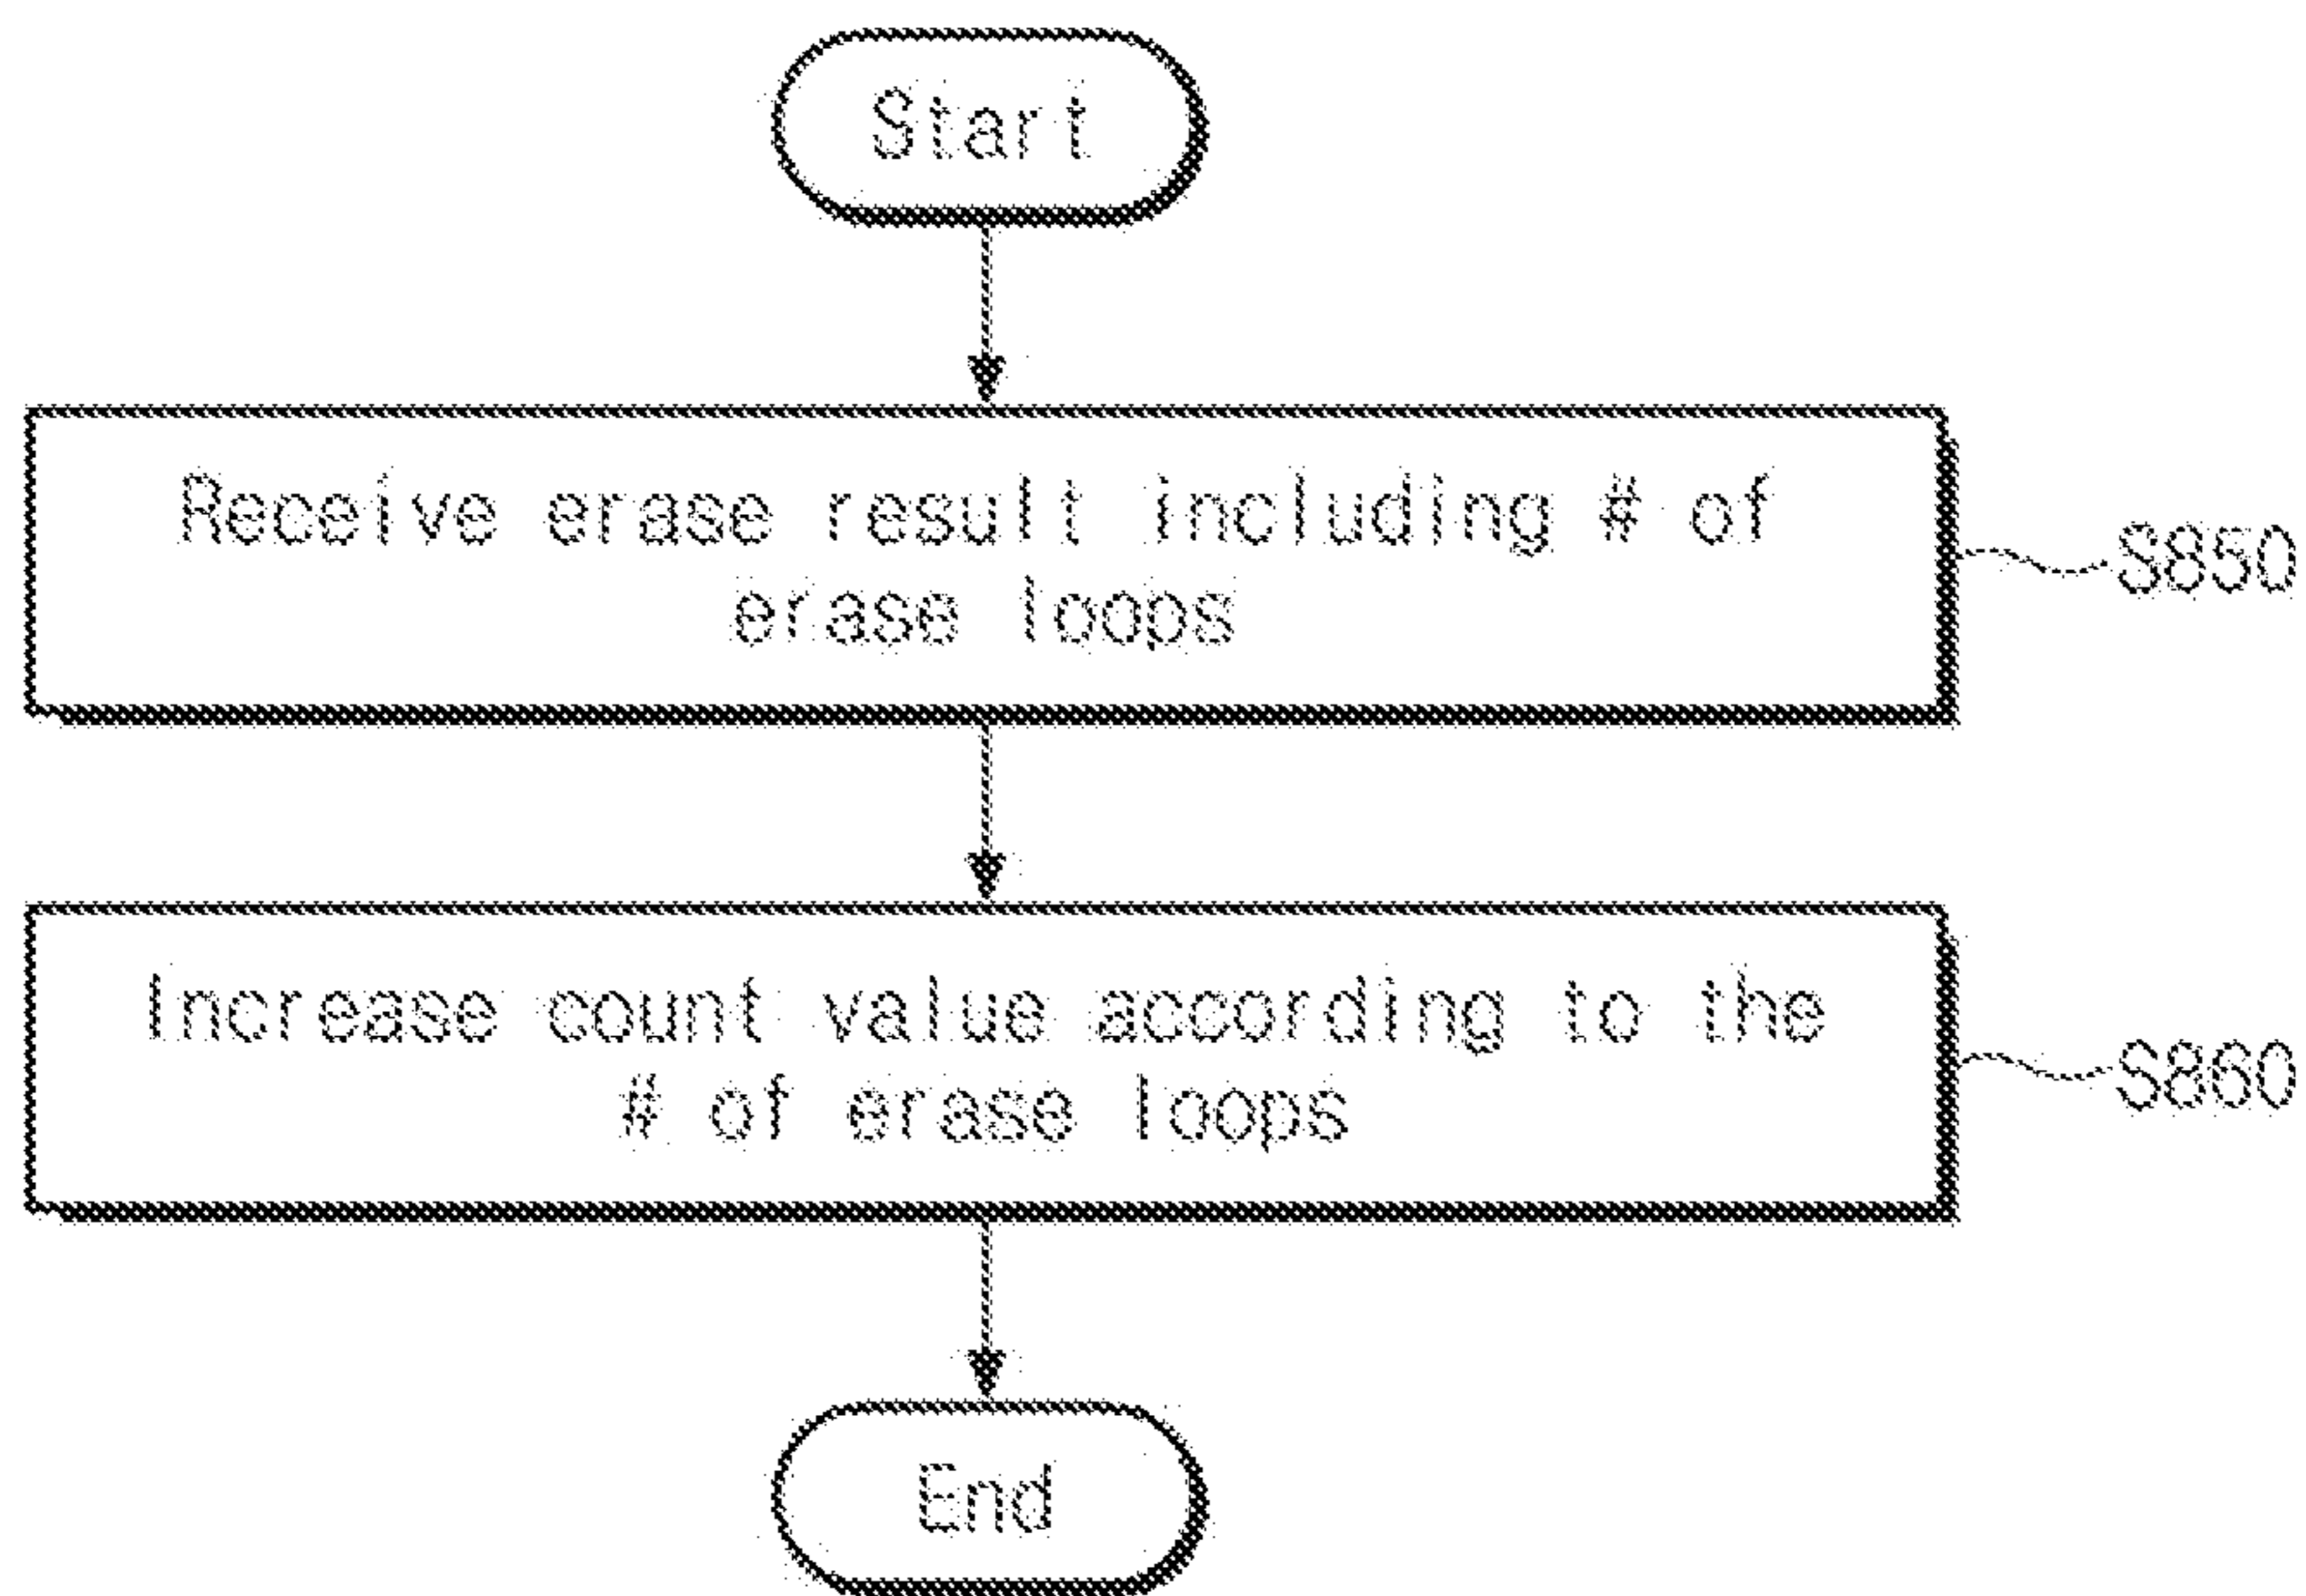 Start
Receive erase result including # of
erase loops
S850
Increase count value according to the
# of erase loops
S860
End